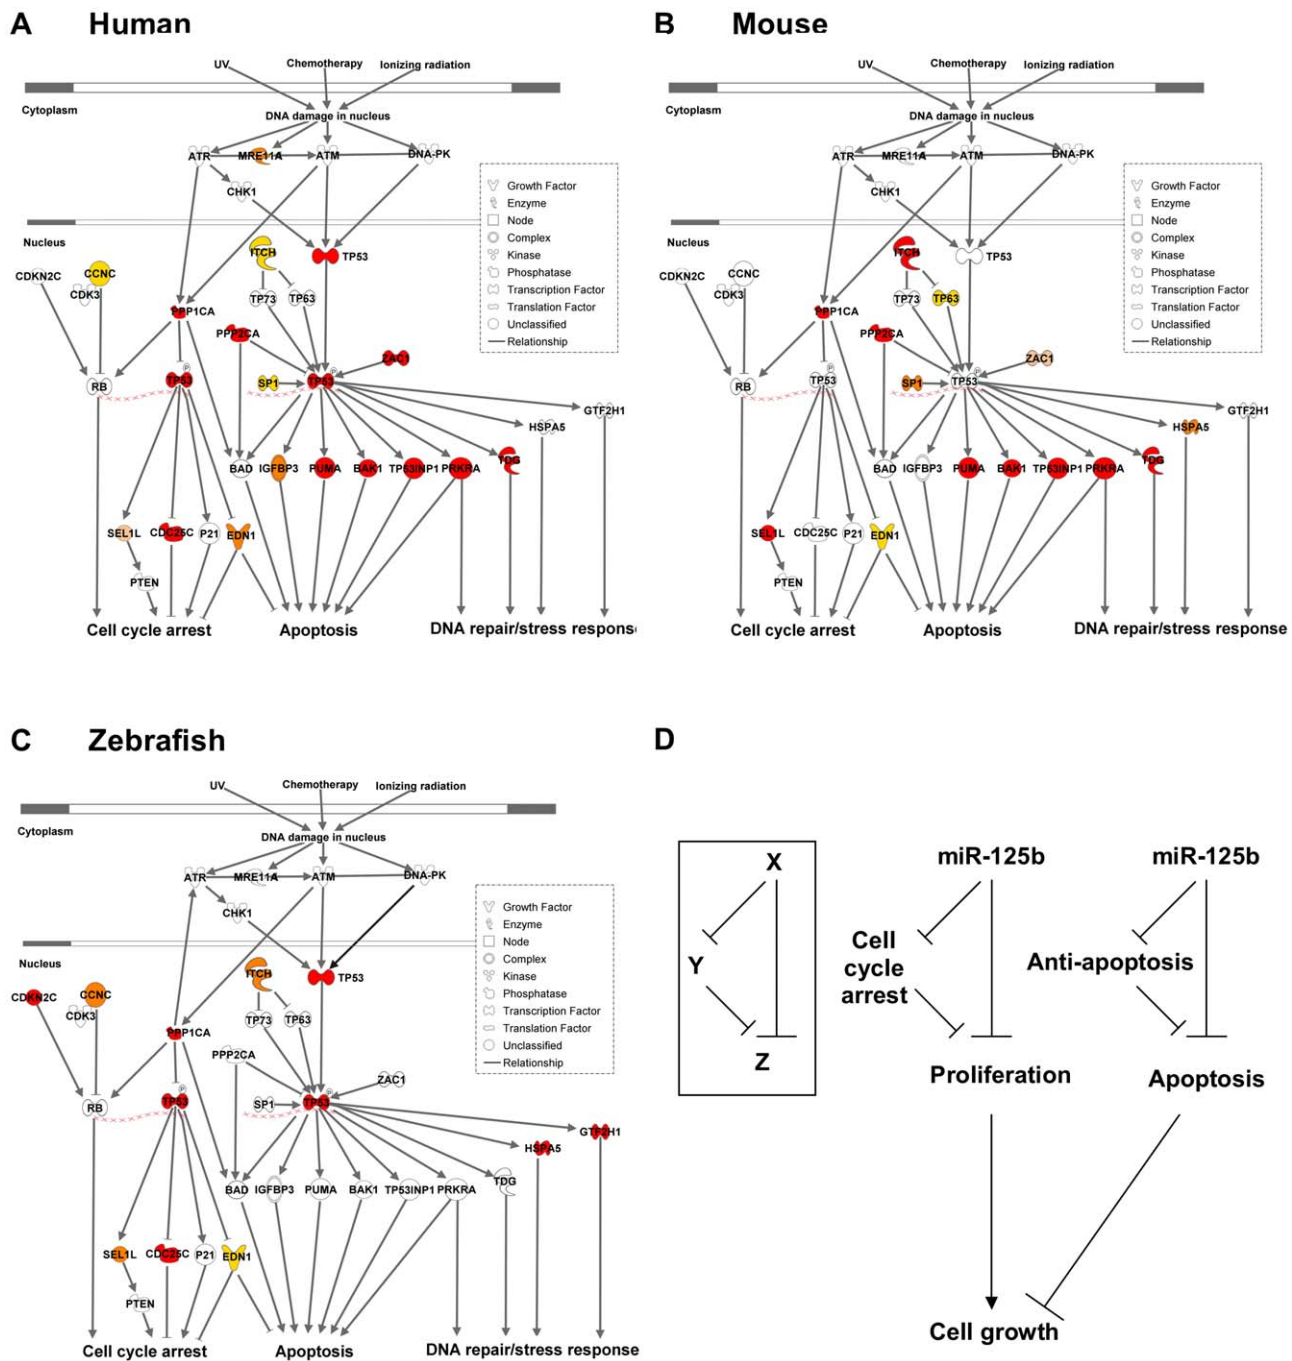 A Human
UV
Chemotherapy
Ionizing radiation
Cytoplasm
DNA damage in nucleus
ATR
MRE11A
ATM
DNA-PK
CHK1
Growth Factor
Enzyme
Node
Complex
Kinase
Phosphatase
Transcription Factor
Translation Factor
Unclassified
Relationship
Nucleus
CDKN2C
CCNC
CDK3
ITCH
TP53
TP73
TP63
PPP1CA
PPP2CA
ZAC1
P
P
RB
TP53
SP1
TP53
GTF2H1
HSPA5
BAD
IGFBP3
PUMA
BAK1
TP53INP1
PRKRA
TDG
SEL1L
CDC25C
P21
EDN1
PTEN
Cell cycle arrest
Apoptosis
DNA repair/stress response
B Mouse
UV
Chemotherapy
Ionizing radiation
Cytoplasm
DNA damage in nucleus
ATR
MRE11A
ATM
DNA-PK
CHK1
Growth Factor
Enzyme
Node
Complex
Kinase
Phosphatase
Transcription Factor
Translation Factor
Unclassified
Relationship
Nucleus
CDKN2C
CCNC
CDK3
ITCH
TP53
TP73
TP63
PPP1CA
PPP2CA
ZAC1
P
P
RB
TP53
SP1
TP53
GTF2H1
HSPA5
BAD
IGFBP3
PUMA
BAK1
TP53INP1
PRKRA
TDG
SEL1L
CDC25C
P21
EDN1
PTEN
Cell cycle arrest
Apoptosis
DNA repair/stress response
C Zebrafish
UV
Chemotherapy
Ionizing radiation
Cytoplasm
DNA damage in nucleus
ATR
MRE11A
ATM
DNA-PK
CHK1
Growth Factor
Enzyme
Node
Complex
Kinase
Phosphatase
Transcription Factor
Translation Factor
Unclassified
Relationship
Nucleus
CDKN2C
CCNC
CDK3
ITCH
TP53
TP73
TP63
PPP1CA
PPP2CA
ZAC1
P
P
RB
TP53
SP1
TP53
GTF2H1
HSPA5
BAD
IGFBP3
PUMA
BAK1
TP53INP1
PRKRA
TDG
SEL1L
CDC25C
P21
EDN1
PTEN
Cell cycle arrest
Apoptosis
DNA repair/stress response
D
X
Y
Z
miR-125b
Cell
cycle
arrest
Proliferation
miR-125b
Anti-apoptosis
Apoptosis
Cell growth